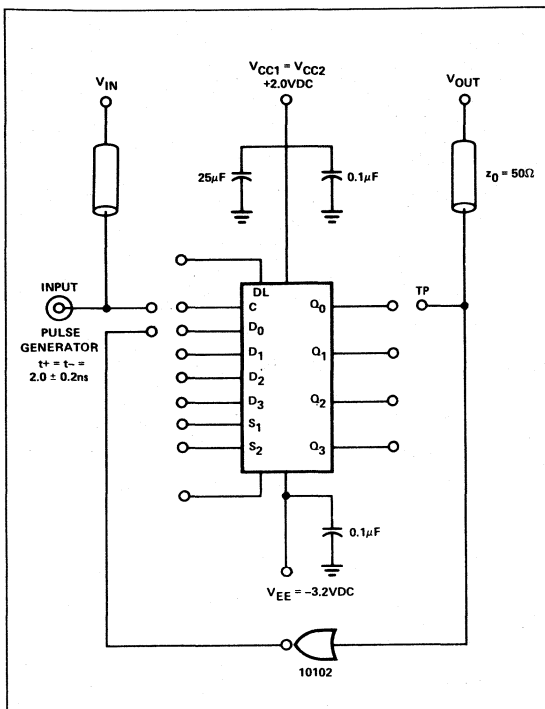 V_IN
V_CC1 = V_CC2
+2.0VDC
V_OUT
25μF
0.1μF
z_0 = 50Ω
INPUT
PULSE
GENERATOR
t+ = t− =
2.0 ± 0.2ns
DL
C
D_0
D_1
D_2
D_3
S_1
S_2
Q_0
Q_1
Q_2
Q_3
TP
0.1μF
V_EE = −3.2VDC
10102